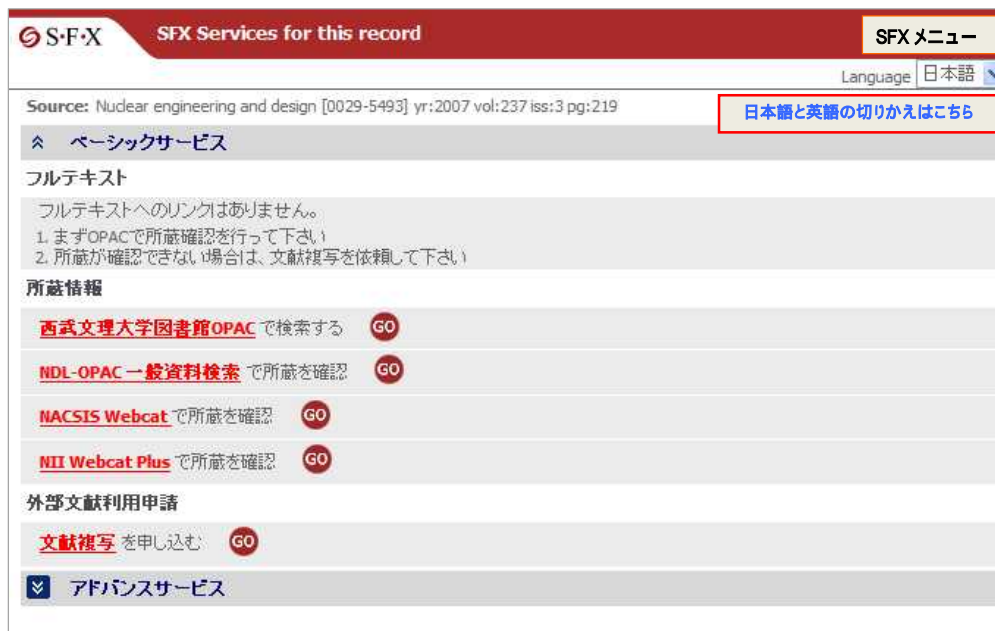 S·F·X SFX Services for this record SFX メニュー
Language 日本語
Source: Nuclear engineering and design [0029-5493] yr:2007 vol:237 iss:3 pg:219
日本語と英語の切りかえはこちら
ベーシックサービス
フルテキスト
フルテキストへのリンクはありません。
1. まずOPACで所蔵確認を行って下さい
2. 所蔵が確認できない場合は、文献複写を依頼して下さい
所蔵情報
西武文理大学図書館OPAC で検索する GO
NDL-OPAC 一般資料検索 で所蔵を確認 GO
NACSIS Webcat で所蔵を確認 GO
NII Webcat Plus で所蔵を確認 GO
外部文献利用申請
文献複写 を申し込む GO
アドバンスサービス